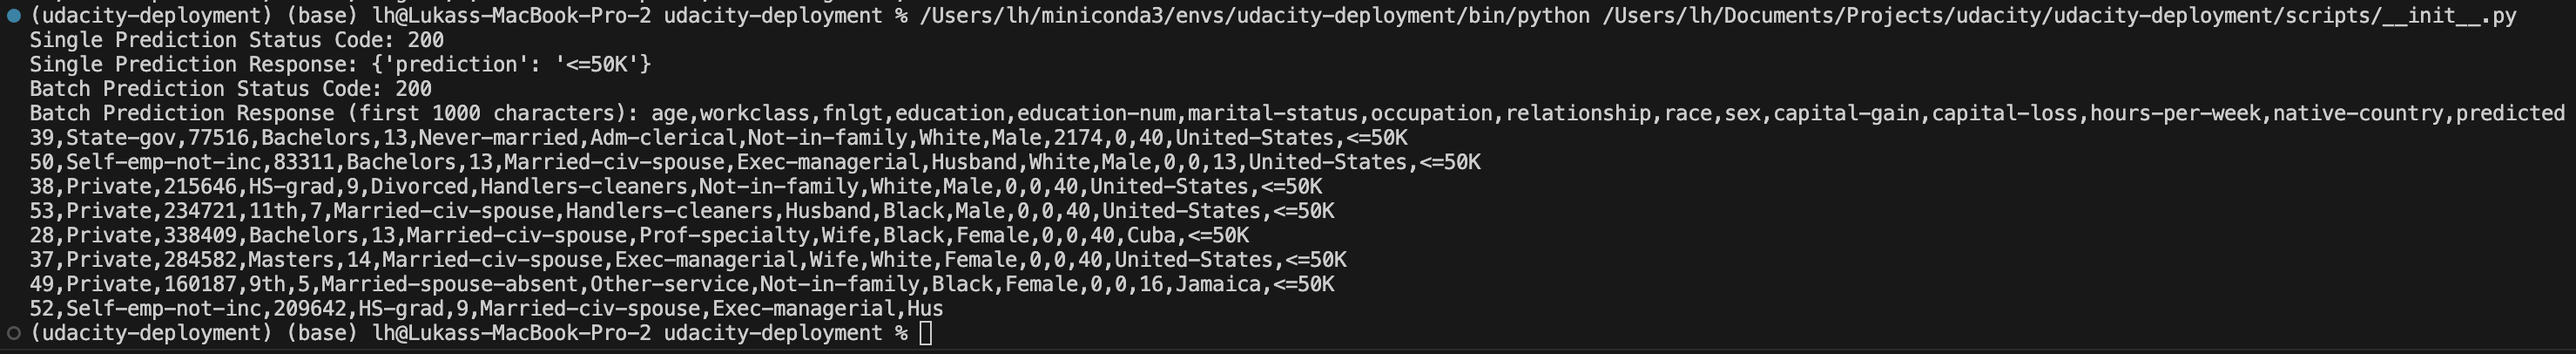 (udacity-deployment) (base) lh@Lukass-MacBook-Pro-2 udacity-deployment % /Users/lh/miniconda3/envs/udacity-deployment/bin/python /Users/lh/Documents/Projects/udacity/udacity-deployment/scripts/__init__.py
Single Prediction Status Code: 200
Single Prediction Response: {'prediction': '<=50K'}
Batch Prediction Status Code: 200
Batch Prediction Response (first 1000 characters): age,workclass,fnlgt,education,education-num,marital-status,occupation,relationship,race,sex,capital-gain,capital-loss,hours-per-week,native-country,predicted
39,State-gov,77516,Bachelors,13,Never-married,Adm-clerical,Not-in-family,White,Male,2174,0,40,United-States,<=50K
50,Self-emp-not-inc,83311,Bachelors,13,Married-civ-spouse,Exec-managerial,Husband,White,Male,0,0,13,United-States,<=50K
38,Private,215646,HS-grad,9,Divorced,Handlers-cleaners,Not-in-family,White,Male,0,0,40,United-States,<=50K
53,Private,234721,11th,7,Married-civ-spouse,Handlers-cleaners,Husband,Black,Male,0,0,40,United-States,<=50K
28,Private,338409,Bachelors,13,Married-civ-spouse,Prof-specialty,Wife,Black,Female,0,0,40,Cuba,<=50K
37,Private,284582,Masters,14,Married-civ-spouse,Exec-managerial,Wife,White,Female,0,0,40,United-States,<=50K
49,Private,160187,9th,5,Married-spouse-absent,Other-service,Not-in-family,Black,Female,0,0,16,Jamaica,<=50K
52,Self-emp-not-inc,209642,HS-grad,9,Married-civ-spouse,Exec-managerial,Hus
(udacity-deployment) (base) lh@Lukass-MacBook-Pro-2 udacity-deployment %